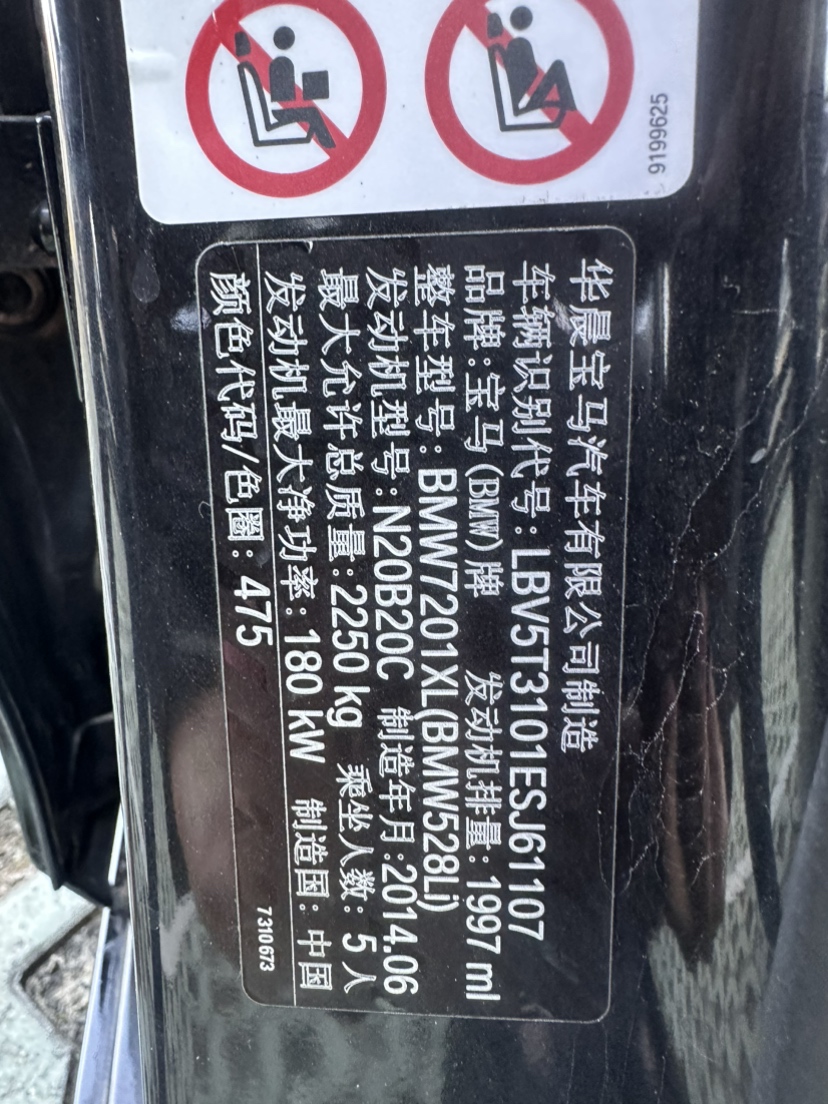 9199625
华晨宝马汽车有限公司制造
车辆识别代号:LBV5T3101ESJ61107
品牌:宝马(BMW)牌 发动机排量:1997 ml
整车型号:BMW7201XL(BMW528Li)
发动机型号:N20B20C 制造年月:2014.06
最大允许总质量:2250 kg 乘坐人数: 5 人
发动机最大净功率:180 kW 制造国: 中国
颜色代码/色圈: 475
7310673